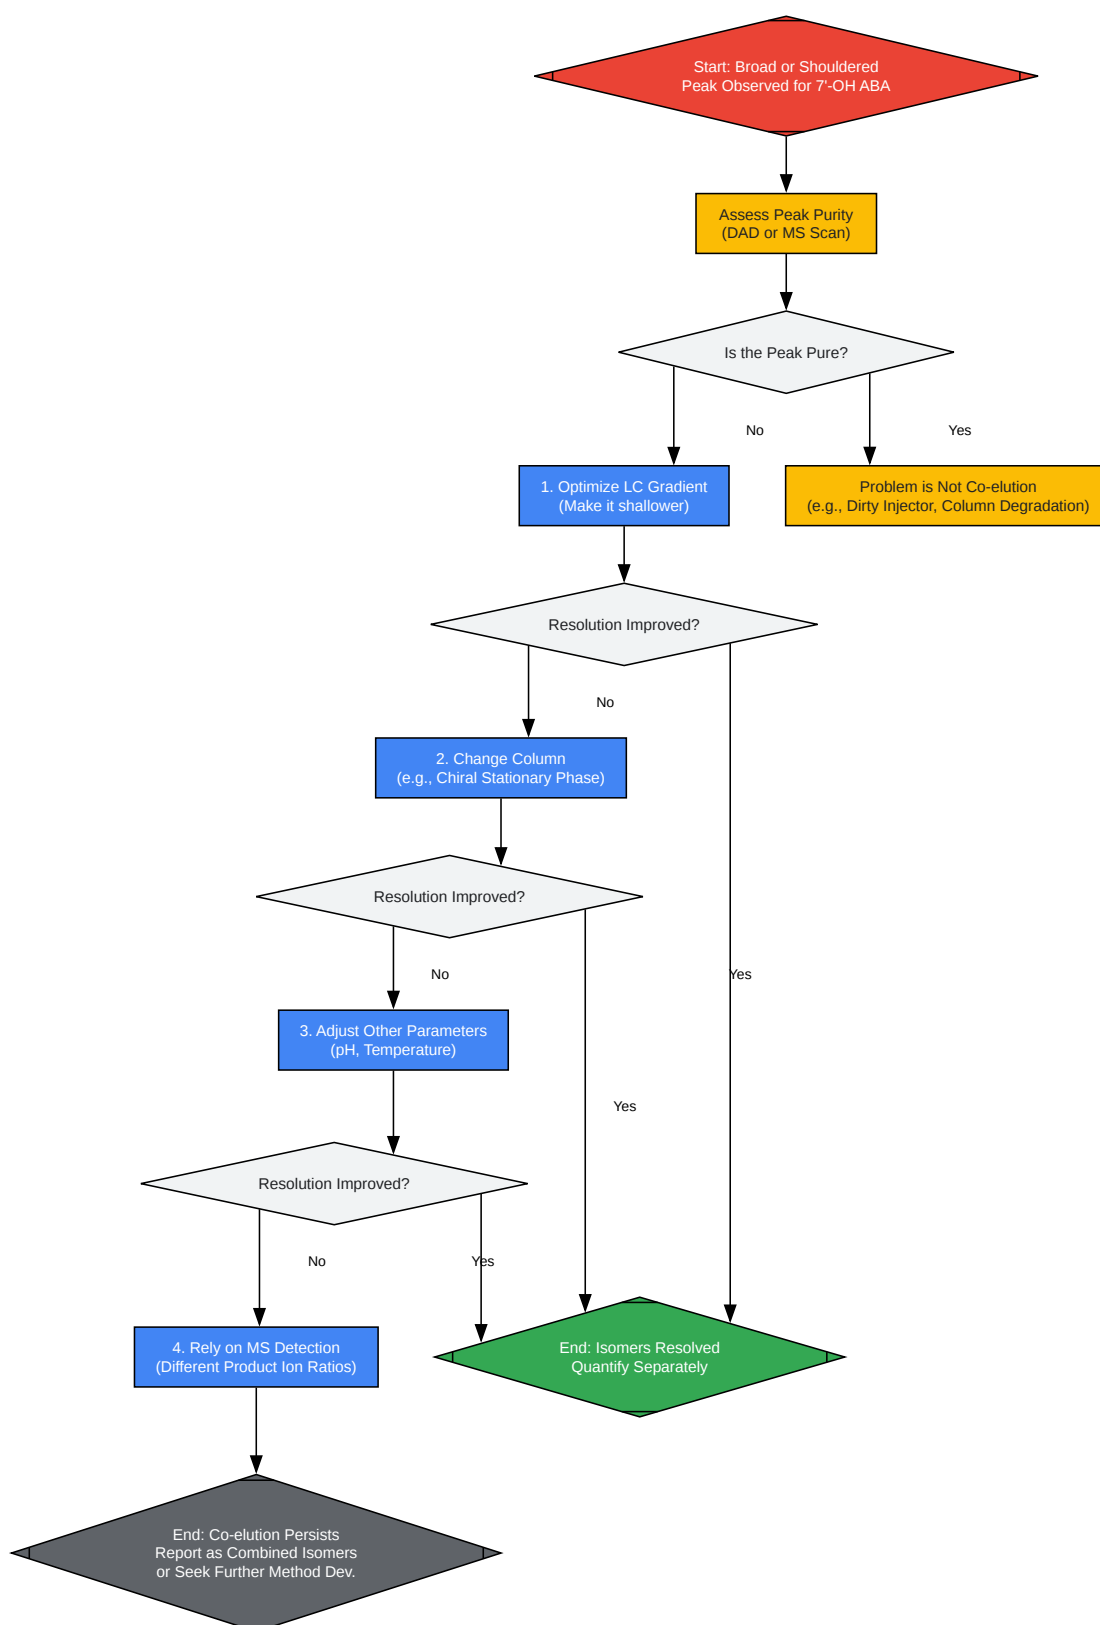 Start: Broad or Shouldered
Peak Observed for 7'-OH ABA
Assess Peak Purity
(DAD or MS Scan)
Is the Peak Pure?
No
Yes
1. Optimize LC Gradient
(Make it shallower)
Problem is Not Co-elution
(e.g., Dirty Injector, Column Degradation)
Resolution Improved?
No
2. Change Column
(e.g., Chiral Stationary Phase)
Resolution Improved?
No
Yes
3. Adjust Other Parameters
(pH, Temperature)
Yes
Resolution Improved?
No
Yes
4. Rely on MS Detection
(Different Product Ion Ratios)
End: Isomers Resolved
Quantify Separately
End: Co-elution Persists
Report as Combined Isomers
or Seek Further Method Dev.